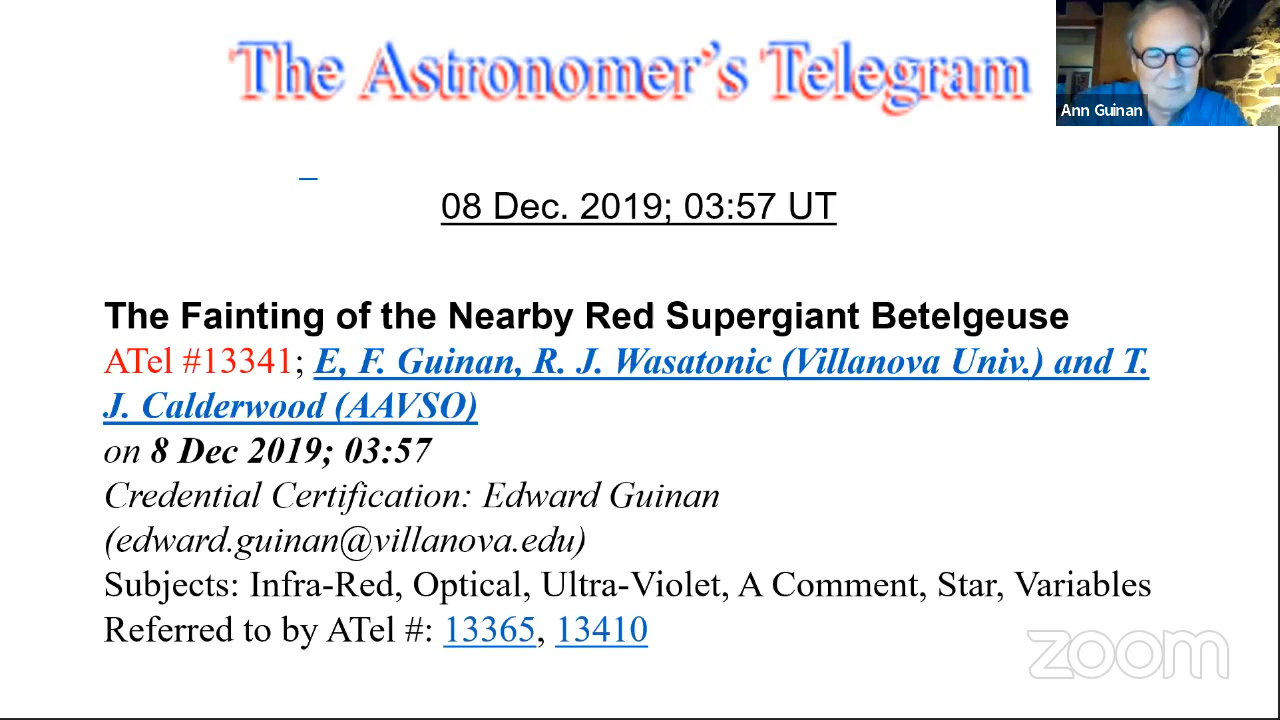 The Astronomer's Telegram
Ann Guinan
08 Dec. 2019; 03:57 UT
The Fainting of the Nearby Red Supergiant Betelgeuse
ATel #13341; E, F. Guinan, R. J. Wasatonic (Villanova Univ.) and T.
J. Calderwood (AAVSO)
on 8 Dec 2019; 03:57
Credential Certification: Edward Guinan
(edward.guinan@villanova.edu)
Subjects: Infra-Red, Optical, Ultra-Violet, A Comment, Star, Variables
Referred to by ATel #: 13365, 13410
zoom